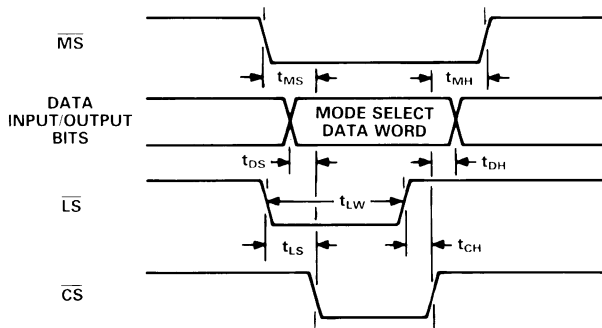 MS
tMS
tMH
DATA
INPUT/OUTPUT
BITS
MODE SELECT
DATA WORD
tDS
tDH
LS
tLW
tLS
tCH
CS